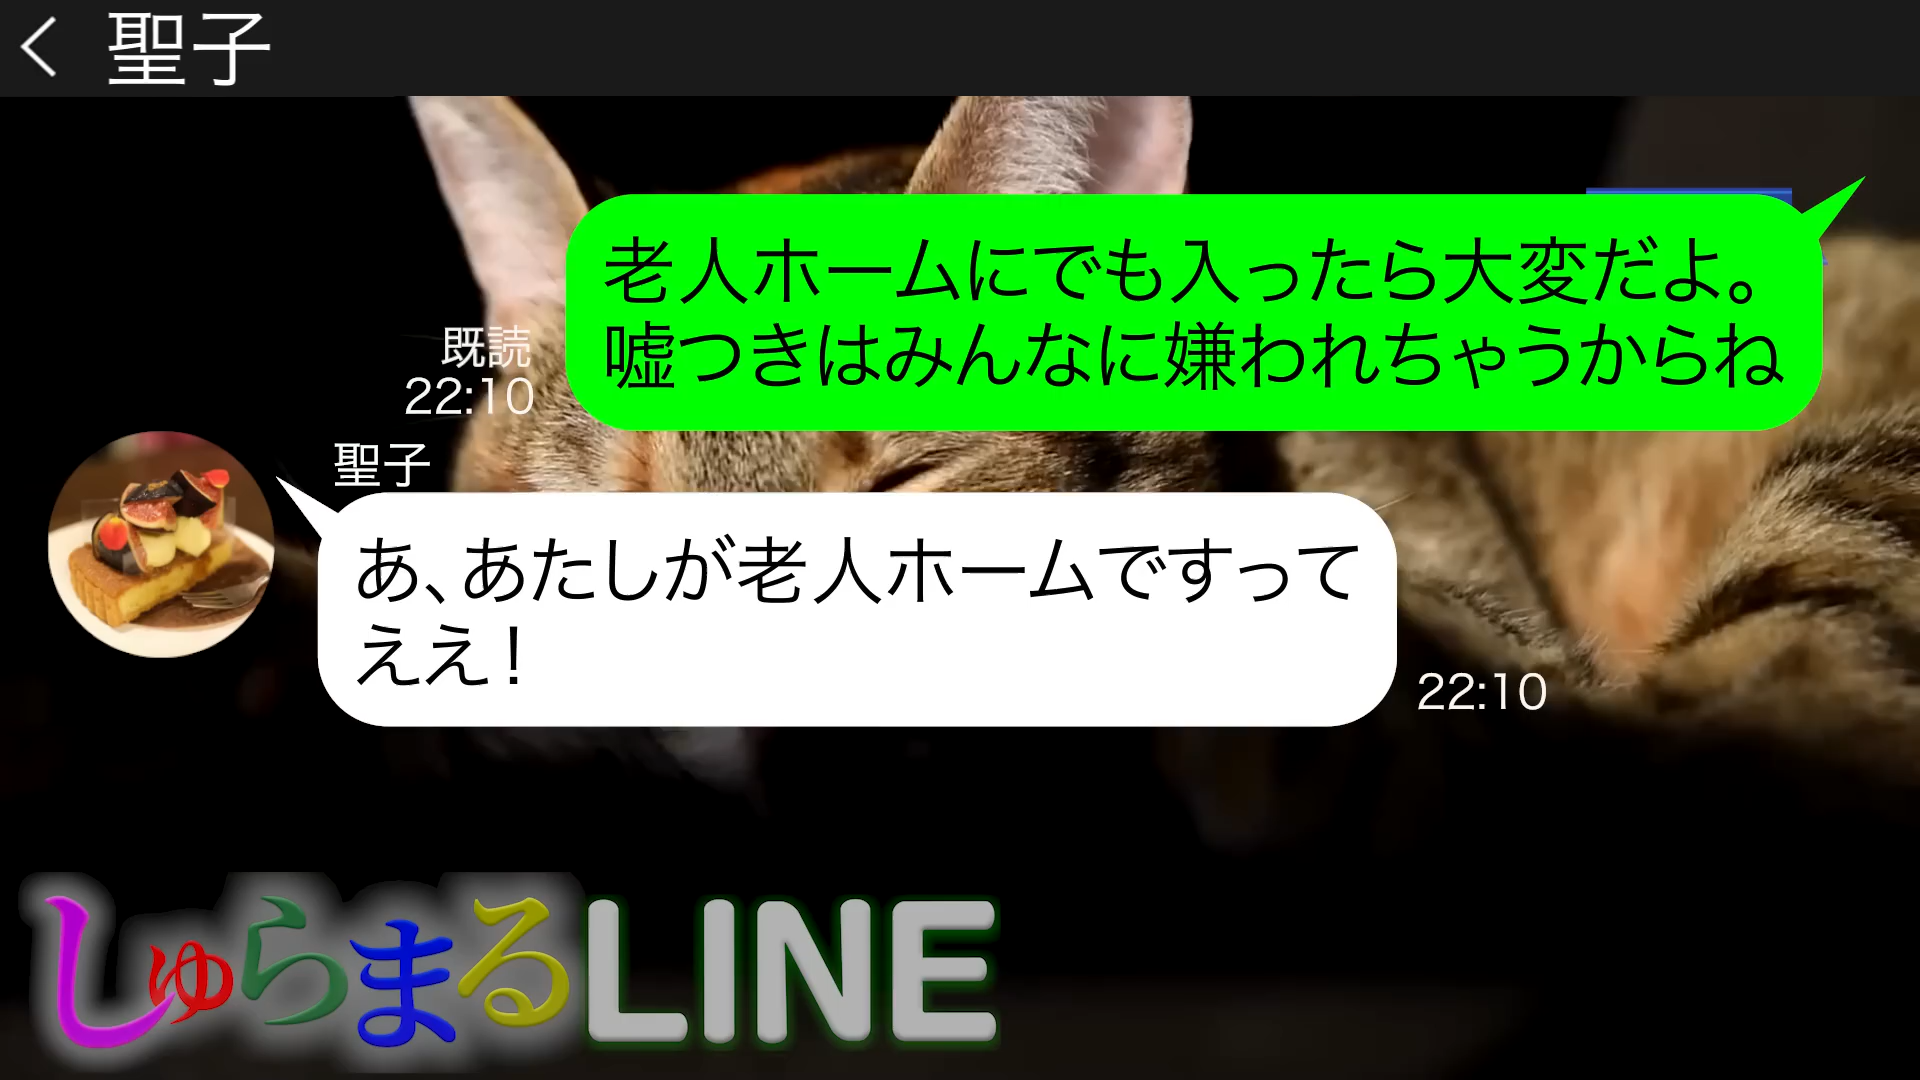 聖子
老人ホームにでも入ったら大変だよ。
嘘つきはみんなに嫌われちゃうからね
既読
22:10
聖子
あ、あたしが老人ホームですって
ええ！
22:10
しゅらまるLINE